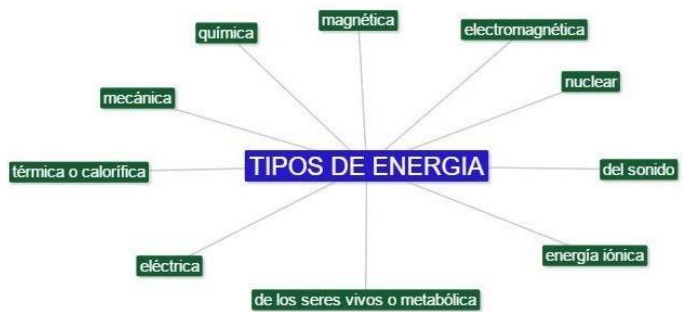 magnética
electromagnética
química
nuclear
mecánica
TIPOS DE ENERGIA
térmica o calorífica
del sonido
energía iónica
eléctrica
de los seres vivos o metabólica